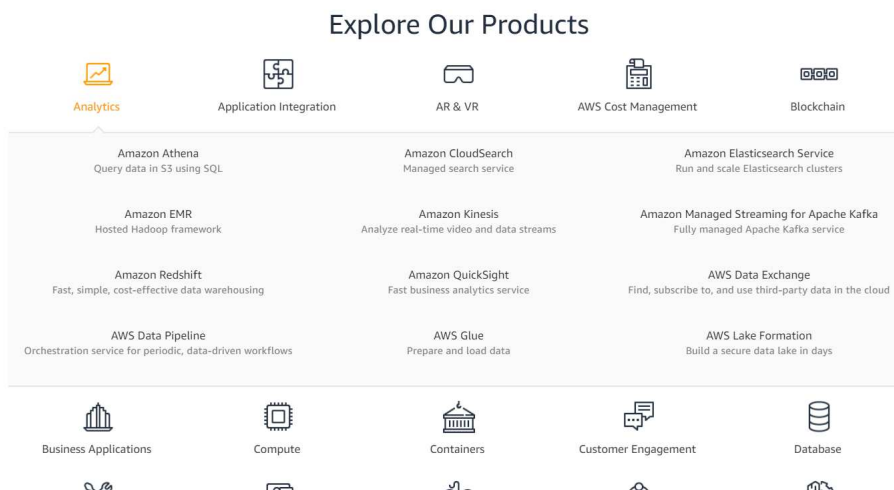 Explore Our Products
Analytics
Application Integration
AR & VR
AWS Cost Management
Blockchain
Amazon Athena
Query data in S3 using SQL
Amazon CloudSearch
Managed search service
Amazon Elasticsearch Service
Run and scale Elasticsearch clusters
Amazon EMR
Hosted Hadoop framework
Amazon Kinesis
Analyze real-time video and data streams
Amazon Managed Streaming for Apache Kafka
Fully managed Apache Kafka service
Amazon Redshift
Fast, simple, cost-effective data warehousing
Amazon QuickSight
Fast business analytics service
AWS Data Exchange
Find, subscribe to, and use third-party data in the cloud
AWS Data Pipeline
Orchestration service for periodic, data-driven workflows
AWS Glue
Prepare and load data
AWS Lake Formation
Build a secure data lake in days
Business Applications
Compute
Containers
Customer Engagement
Database